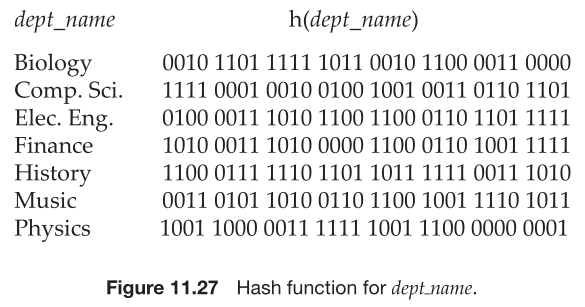 dept_name h(dept_name)
Biology 0010 1101 1111 1011 0010 1100 0011 0000
Comp. Sci. 1111 0001 0010 0100 1001 0011 0110 1101
Elec. Eng. 0100 0011 1010 1100 1100 0110 1101 1111
Finance 1010 0011 1010 0000 1100 0110 1001 1111
History 1100 0111 1110 1101 1011 1111 0011 1010
Music 0011 0101 1010 0110 1100 1001 1110 1011
Physics 1001 1000 0011 1111 1001 1100 0000 0001
Figure 11.27 Hash function for dept_name.